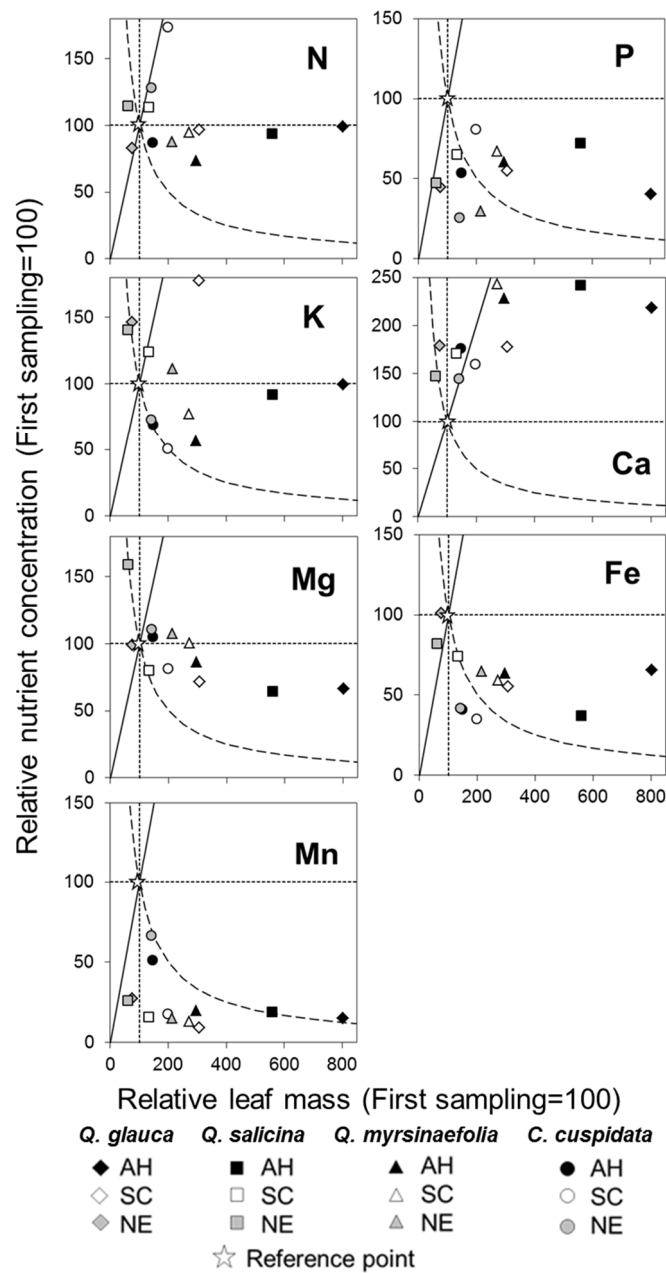 Relative nutrient concentration (First sampling=100)
150
100
50
0
N
P
150
100
50
0
150
100
50
0
K
250
200
150
100
50
0
Ca
150
100
50
0
Mg
150
100
50
0
Fe
0 200 400 600 800
150
100
50
0
Mn
0 200 400 600 800
Relative leaf mass (First sampling=100)
Q. glauca Q. salicina Q. myrsinaefolia C. cuspidata
AH AH AH AH
SC SC SC SC
NE NE NE NE
Reference point